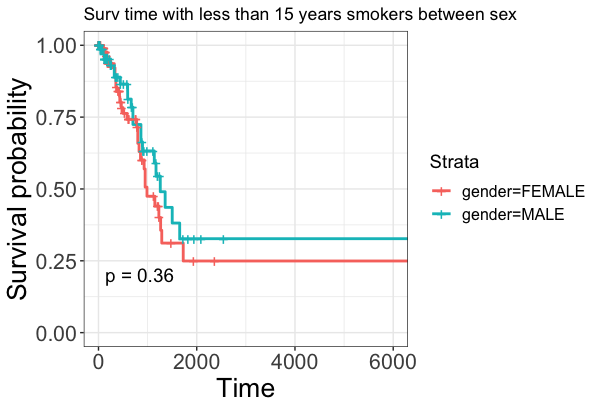 Surv time with less than 15 years smokers between sex
1.00
0.75
0.50
0.25
0.00
Survival probability
p = 0.36
0
2000
4000
6000
Time
Strata
gender=FEMALE
gender=MALE